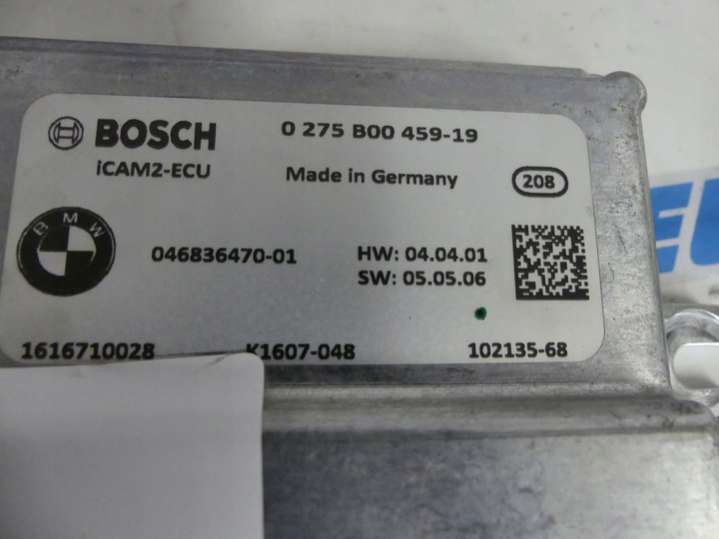 BOSCH 0 275 B00 459-19
iCAM2-ECU Made in Germany 208
BMW
046836470-01 HW: 04.04.01
SW: 05.05.06
1616710028 K1607-048 102135-68